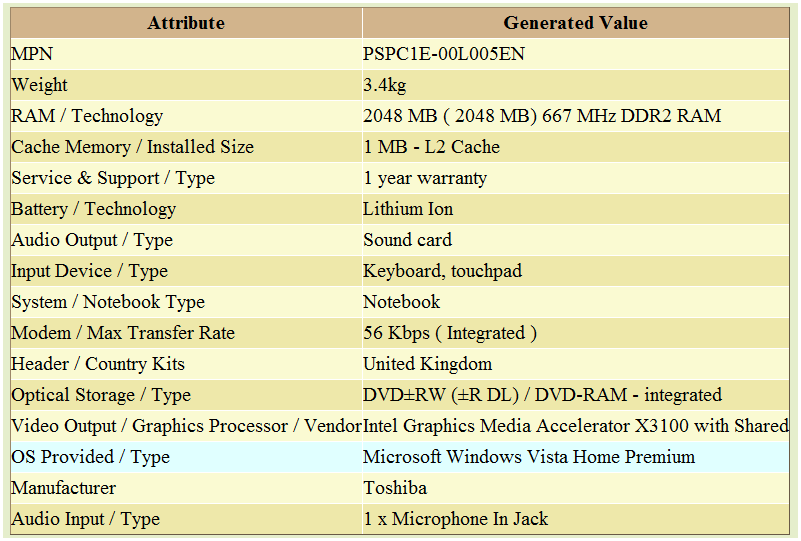 Attribute Generated Value
MPN PSPC1E-00L005EN
Weight 3.4kg
RAM / Technology 2048 MB ( 2048 MB) 667 MHz DDR2 RAM
Cache Memory / Installed Size 1 MB - L2 Cache
Service & Support / Type 1 year warranty
Battery / Technology Lithium Ion
Audio Output / Type Sound card
Input Device / Type Keyboard, touchpad
System / Notebook Type Notebook
Modem / Max Transfer Rate 56 Kbps ( Integrated )
Header / Country Kits United Kingdom
Optical Storage / Type DVD±RW (±R DL) / DVD-RAM - integrated
Video Output / Graphics Processor / Vendor Intel Graphics Media Accelerator X3100 with Shared
OS Provided / Type Microsoft Windows Vista Home Premium
Manufacturer Toshiba
Audio Input / Type 1 x Microphone In Jack